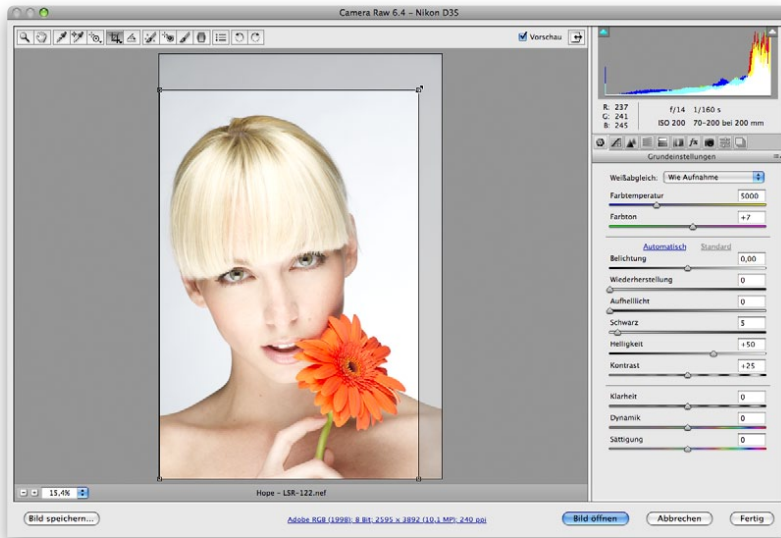 Camera Raw 6.4 – Nikon D3S
Vorschau
R: 237
G: 241
B: 245
f/14 1/160 s
ISO 200 70-200 bei 200 mm
Grundeinstellungen
Weißabgleich: Wie Aufnahme
Farbtemperatur 5000
Farbton +7
Automatisch Standard
Belichtung 0,00
Wiederherstellung 0
Aufhelllicht 0
Schwarz 5
Helligkeit +50
Kontrast +25
Klarheit 0
Dynamik 0
Sättigung 0
15,4% Hope – LSR-122.nef
Bild speichern... Adobe RGB (1998); 8 Bit; 2595 x 3892 (10,1 MP); 240 ppi Bild öffnen Abbrechen Fertig